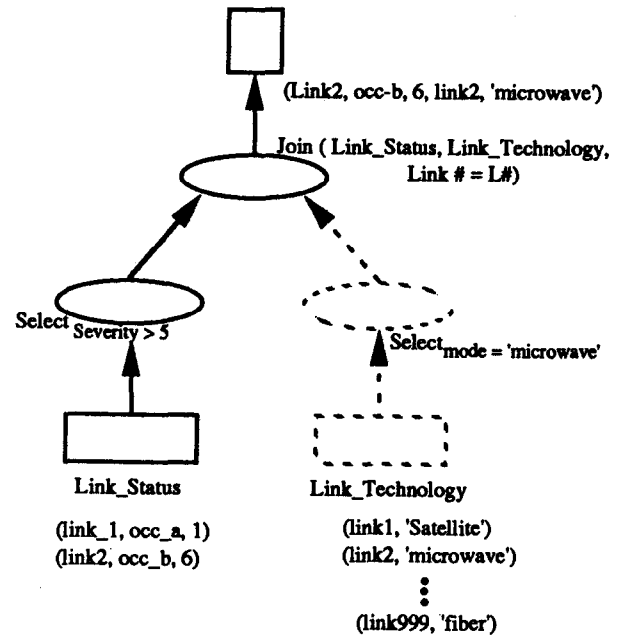 (Link2, occ-b, 6, link2, 'microwave')
Join ( Link_Status, Link_Technology,
Link # = L#)
Select Severity > 5
Select mode = 'microwave'
Link_Status
Link_Technology
(link_1, occ_a, 1)
(link2, occ_b, 6)
(link1, 'Satellite')
(link2, 'microwave')
(link999, 'fiber')